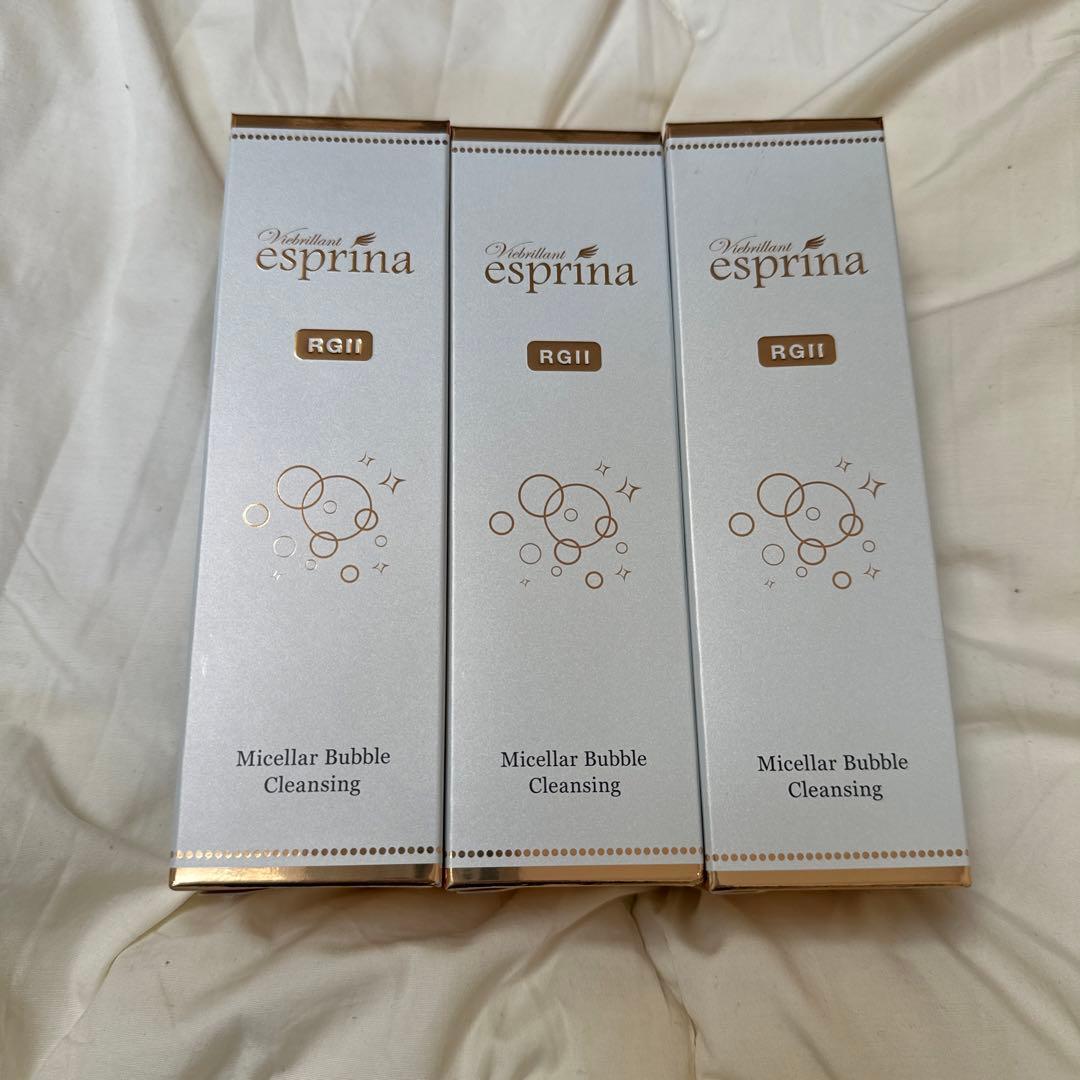 Viebrillant
esprina
RGII
Micellar Bubble
Cleansing
Viebrillant
esprina
RGII
Micellar Bubble
Cleansing
Viebrillant
esprina
RGII
Micellar Bubble
Cleansing